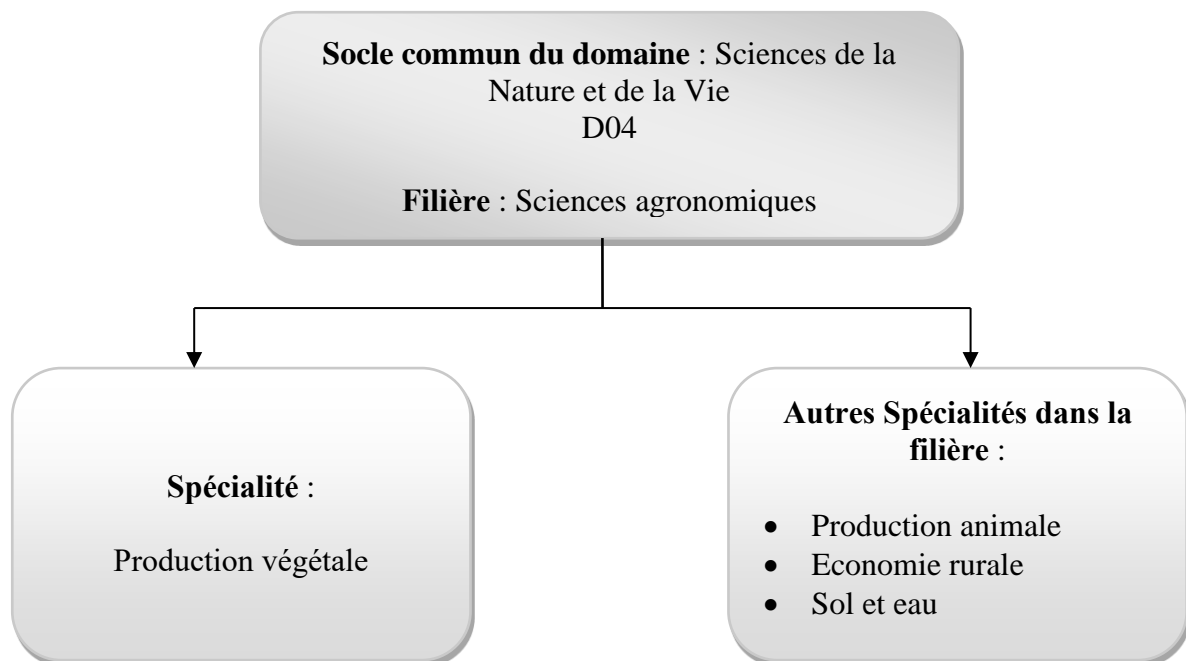 Socle commun du domaine : Sciences de la
Nature et de la Vie
D04
Filière : Sciences agronomiques
Spécialité :
Production végétale
Autres Spécialités dans la
filière :
• Production animale
• Economie rurale
• Sol et eau